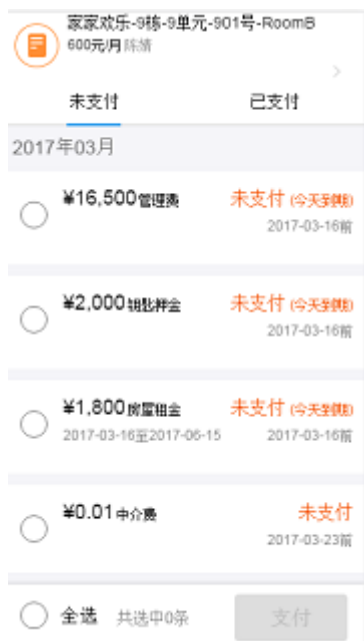 家家欢乐-9栋-9单元-901号-RoomB
600元/月 陈婧
未支付 已支付
2017年03月
¥16,500管理费 未支付 (今天到期)
2017-03-16前
¥2,000钥匙押金 未支付 (今天到期)
2017-03-16前
¥1,800房屋租金 未支付 (今天到期)
2017-03-16至2017-06-15 2017-03-16前
¥0.01中介费 未支付
2017-03-23前
全选 共选中0条 支付